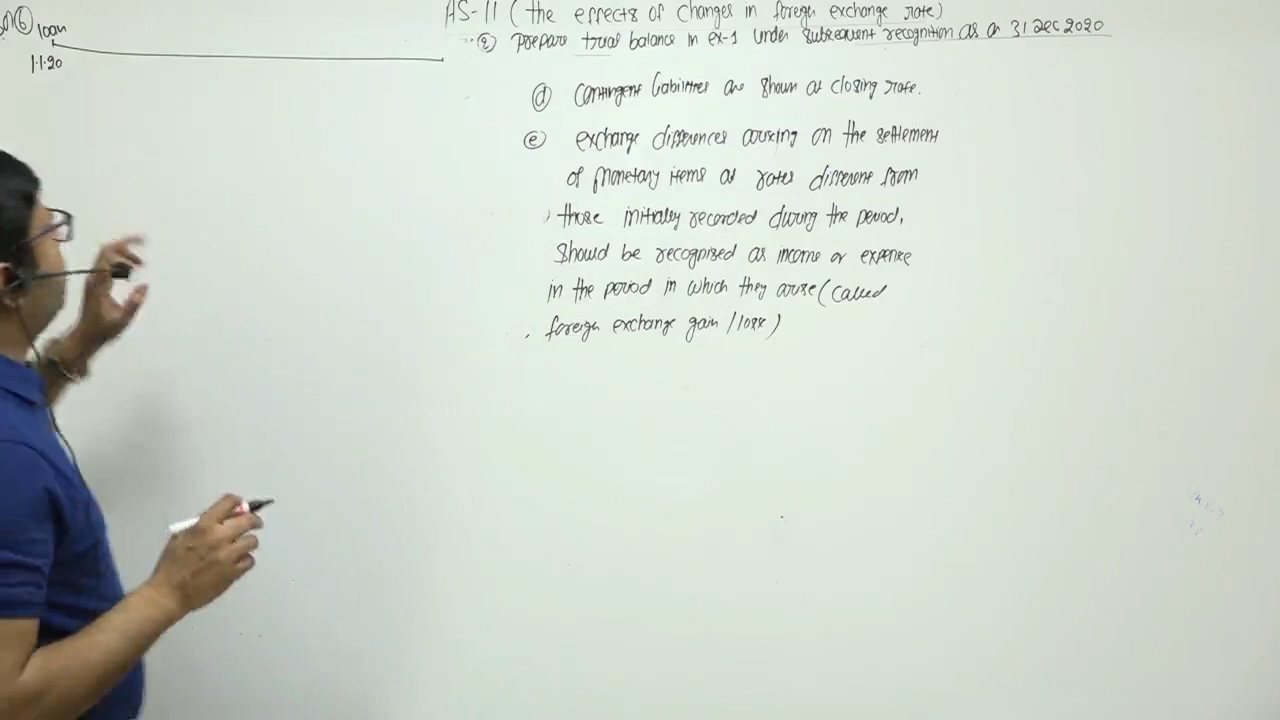 ⑥ loan
1.1.20
AS-11 (the effects of changes in foreign exchange rate)
② prepare trial balance in ex-1 under subsequent recognition as on 31 Dec 2020
ⓓ contingent liabilities are shown at closing rate.
ⓔ exchange differences arising on the settlement
of monetary items at rates different from
those initially recorded during the period,
should be recognised as income or expense
in the period in which they arise (called
foreign exchange gain / loss)